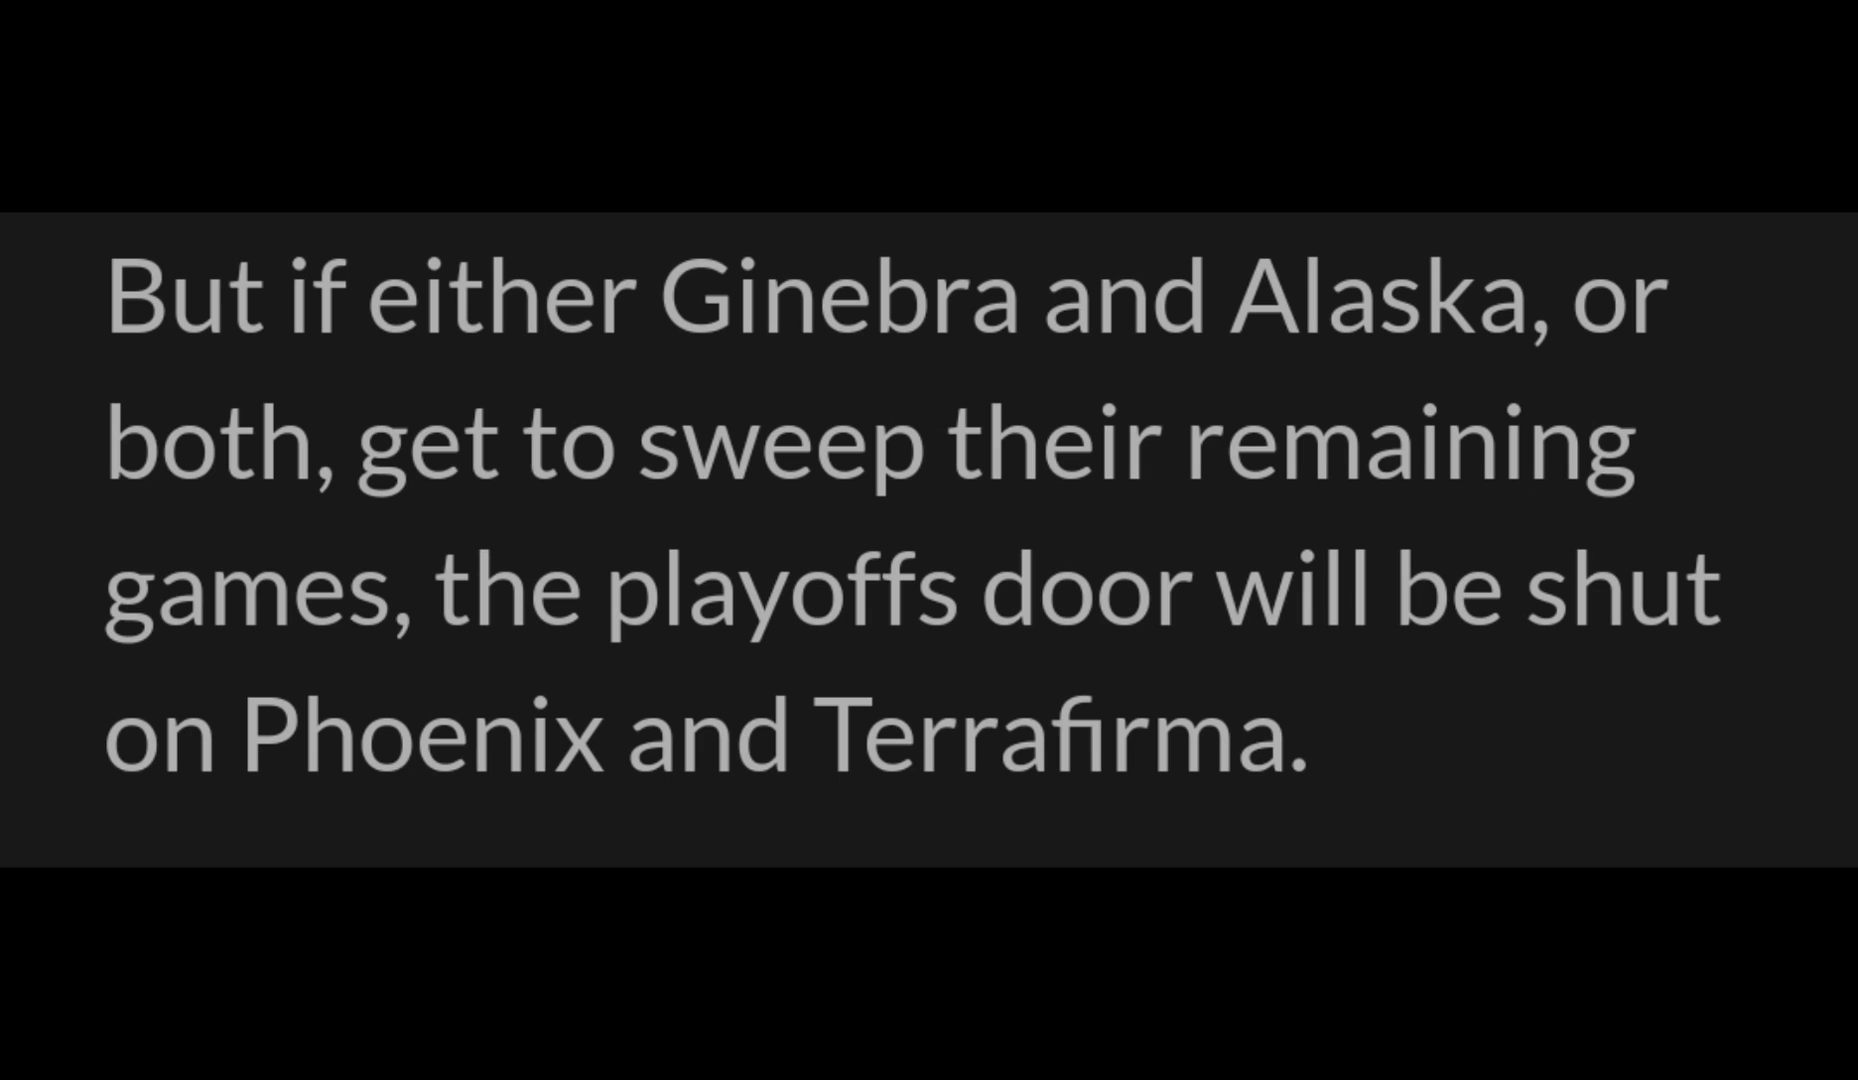 But if either Ginebra and Alaska, or
both, get to sweep their remaining
games, the playoffs door will be shut
on Phoenix and Terrafirma.